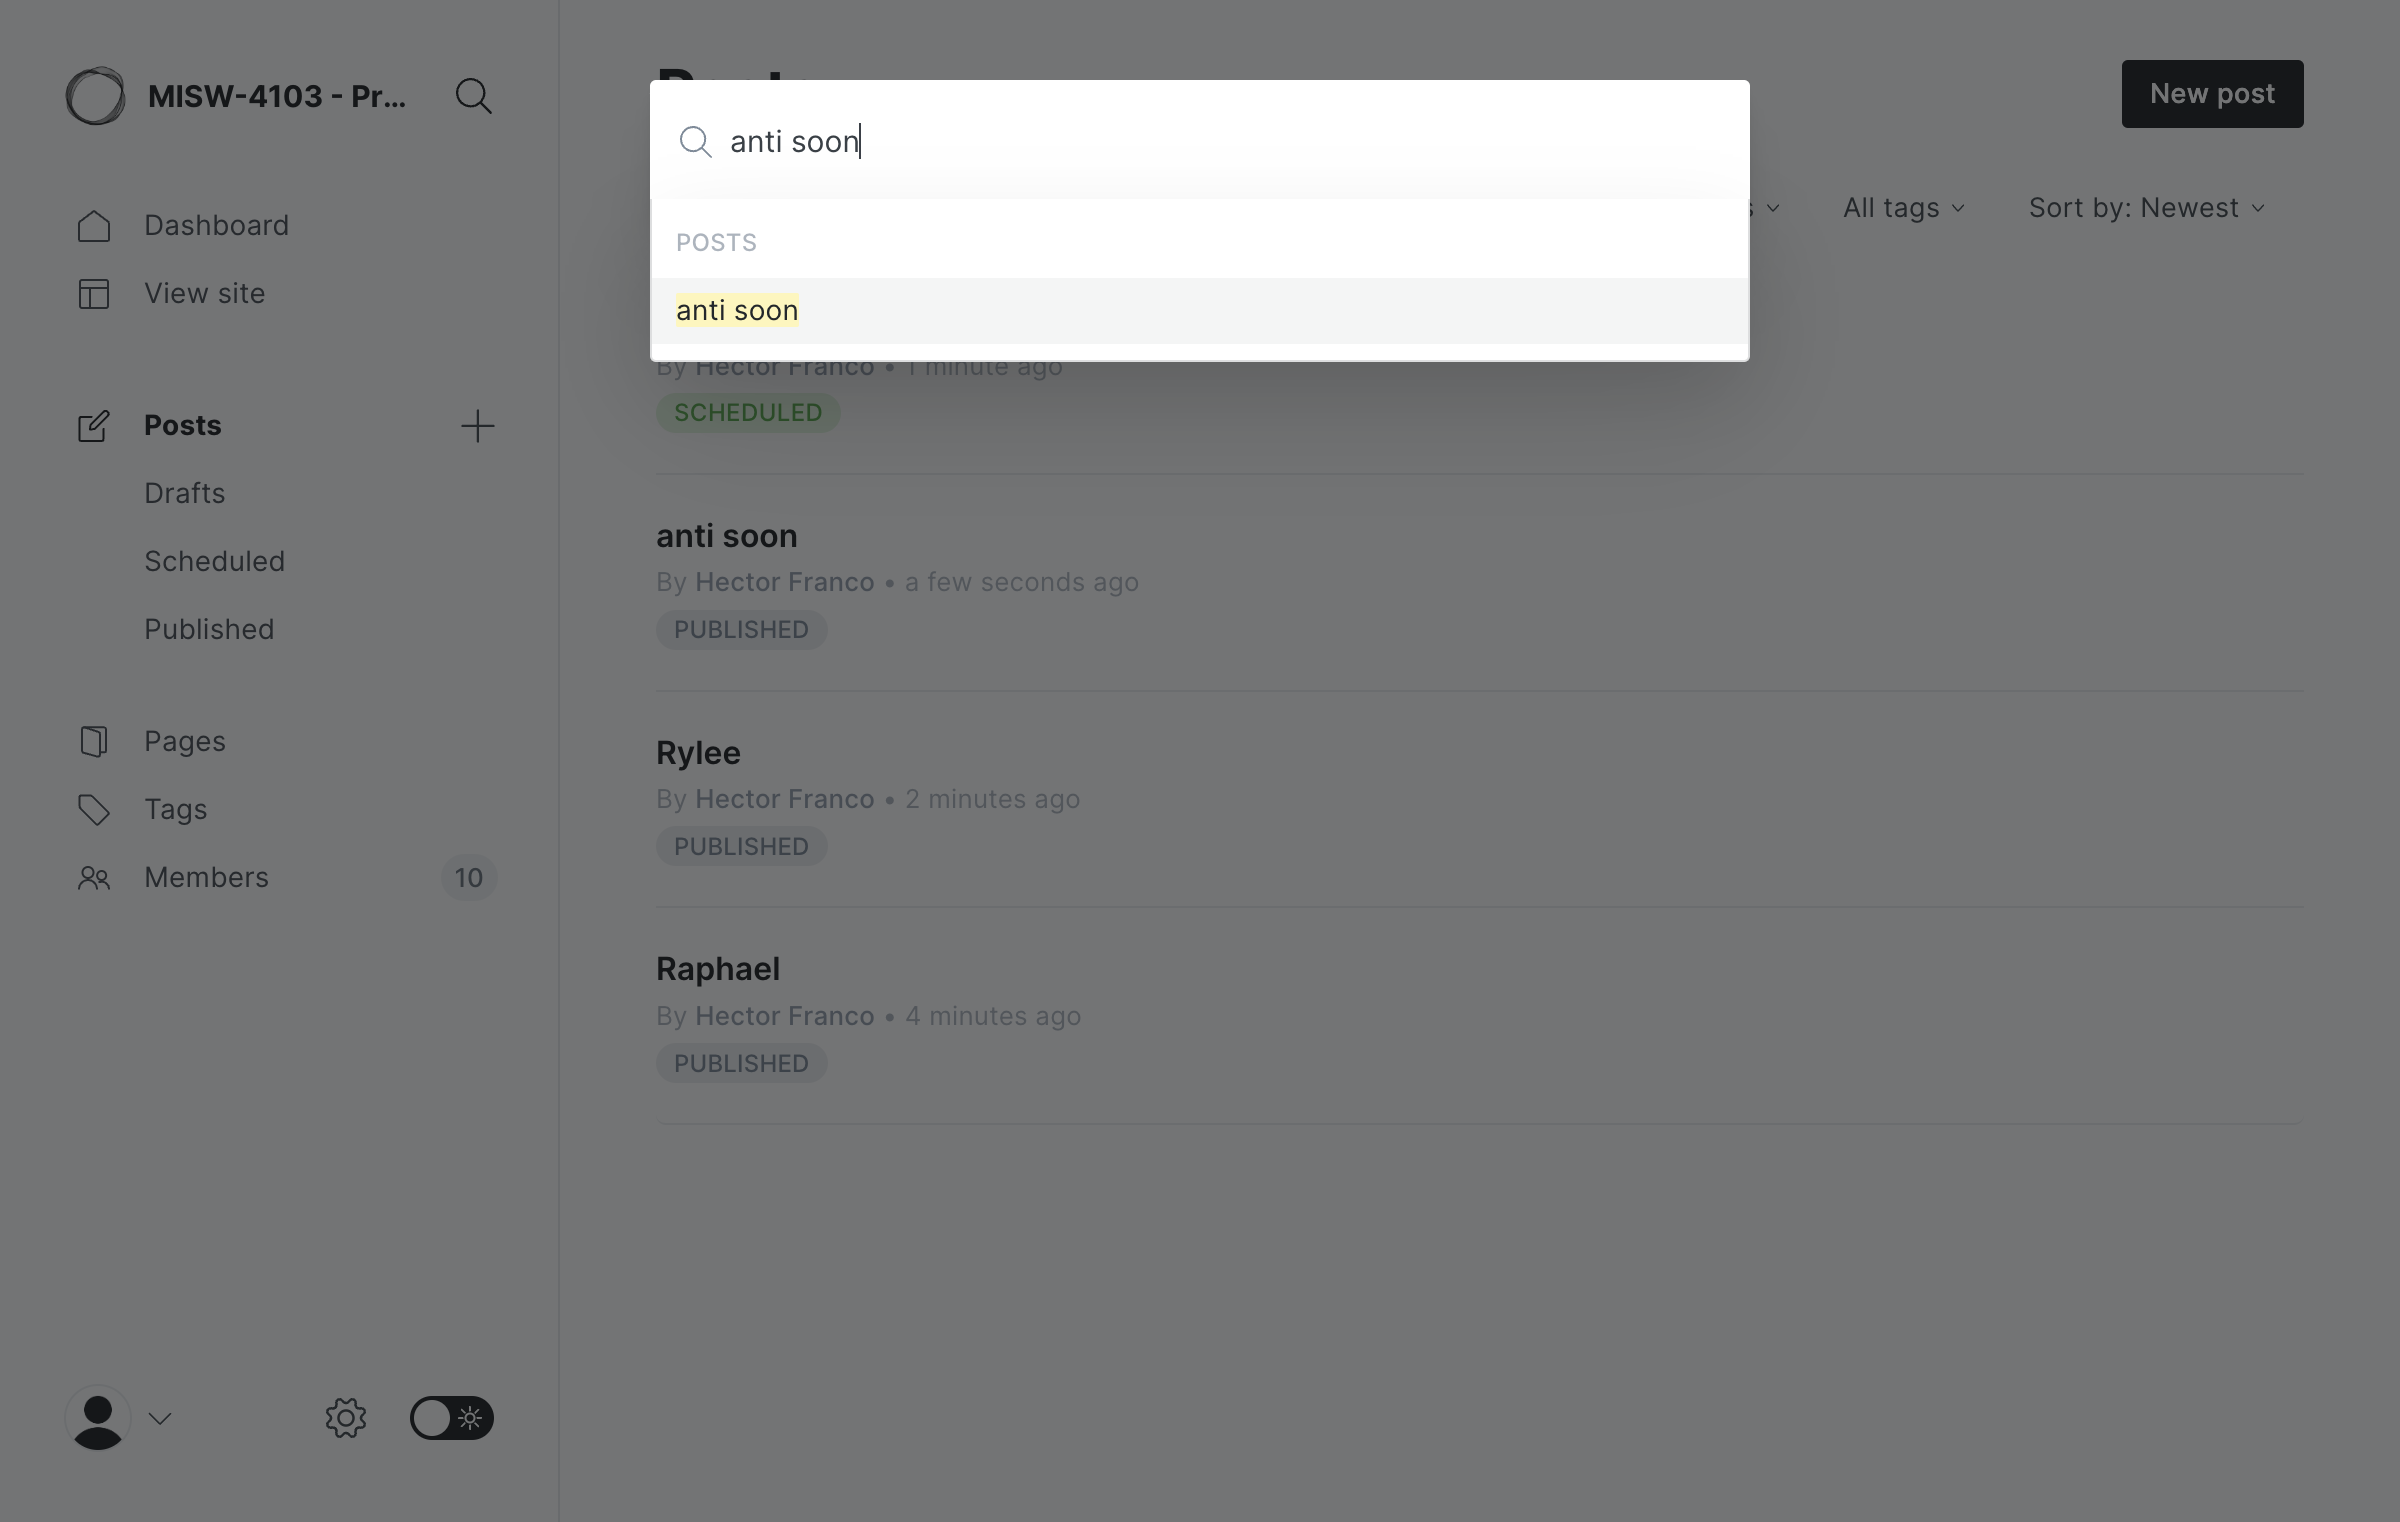 MISW-4103 - Pr...
Dashboard
View site
Posts
Drafts
Scheduled
Published
Pages
Tags
Members
10
New post
anti soon
All tags
Sort by: Newest
POSTS
anti soon
By Hector Franco • 1 minute ago
SCHEDULED
anti soon
By Hector Franco • a few seconds ago
PUBLISHED
Rylee
By Hector Franco • 2 minutes ago
PUBLISHED
Raphael
By Hector Franco • 4 minutes ago
PUBLISHED